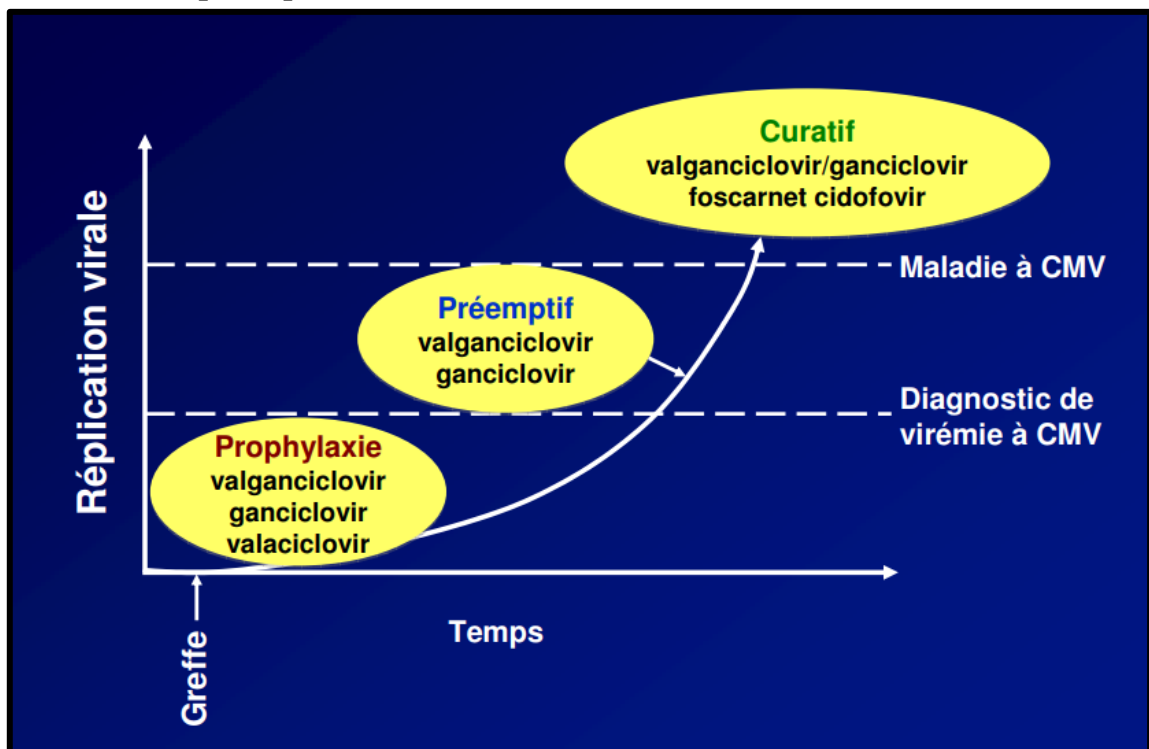 Curatif
valganciclovir/ganciclovir
foscarnet cidofovir
Maladie à CMV
Préemptif
valganciclovir
ganciclovir
Diagnostic de
virémie à CMV
Prophylaxie
valganciclovir
ganciclovir
valaciclovir
Réplication virale
Temps
Greffe